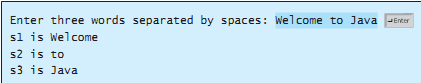 Enter three words separated by spaces: Welcome to Java ↵Enter
s1 is Welcome
s2 is to
s3 is Java